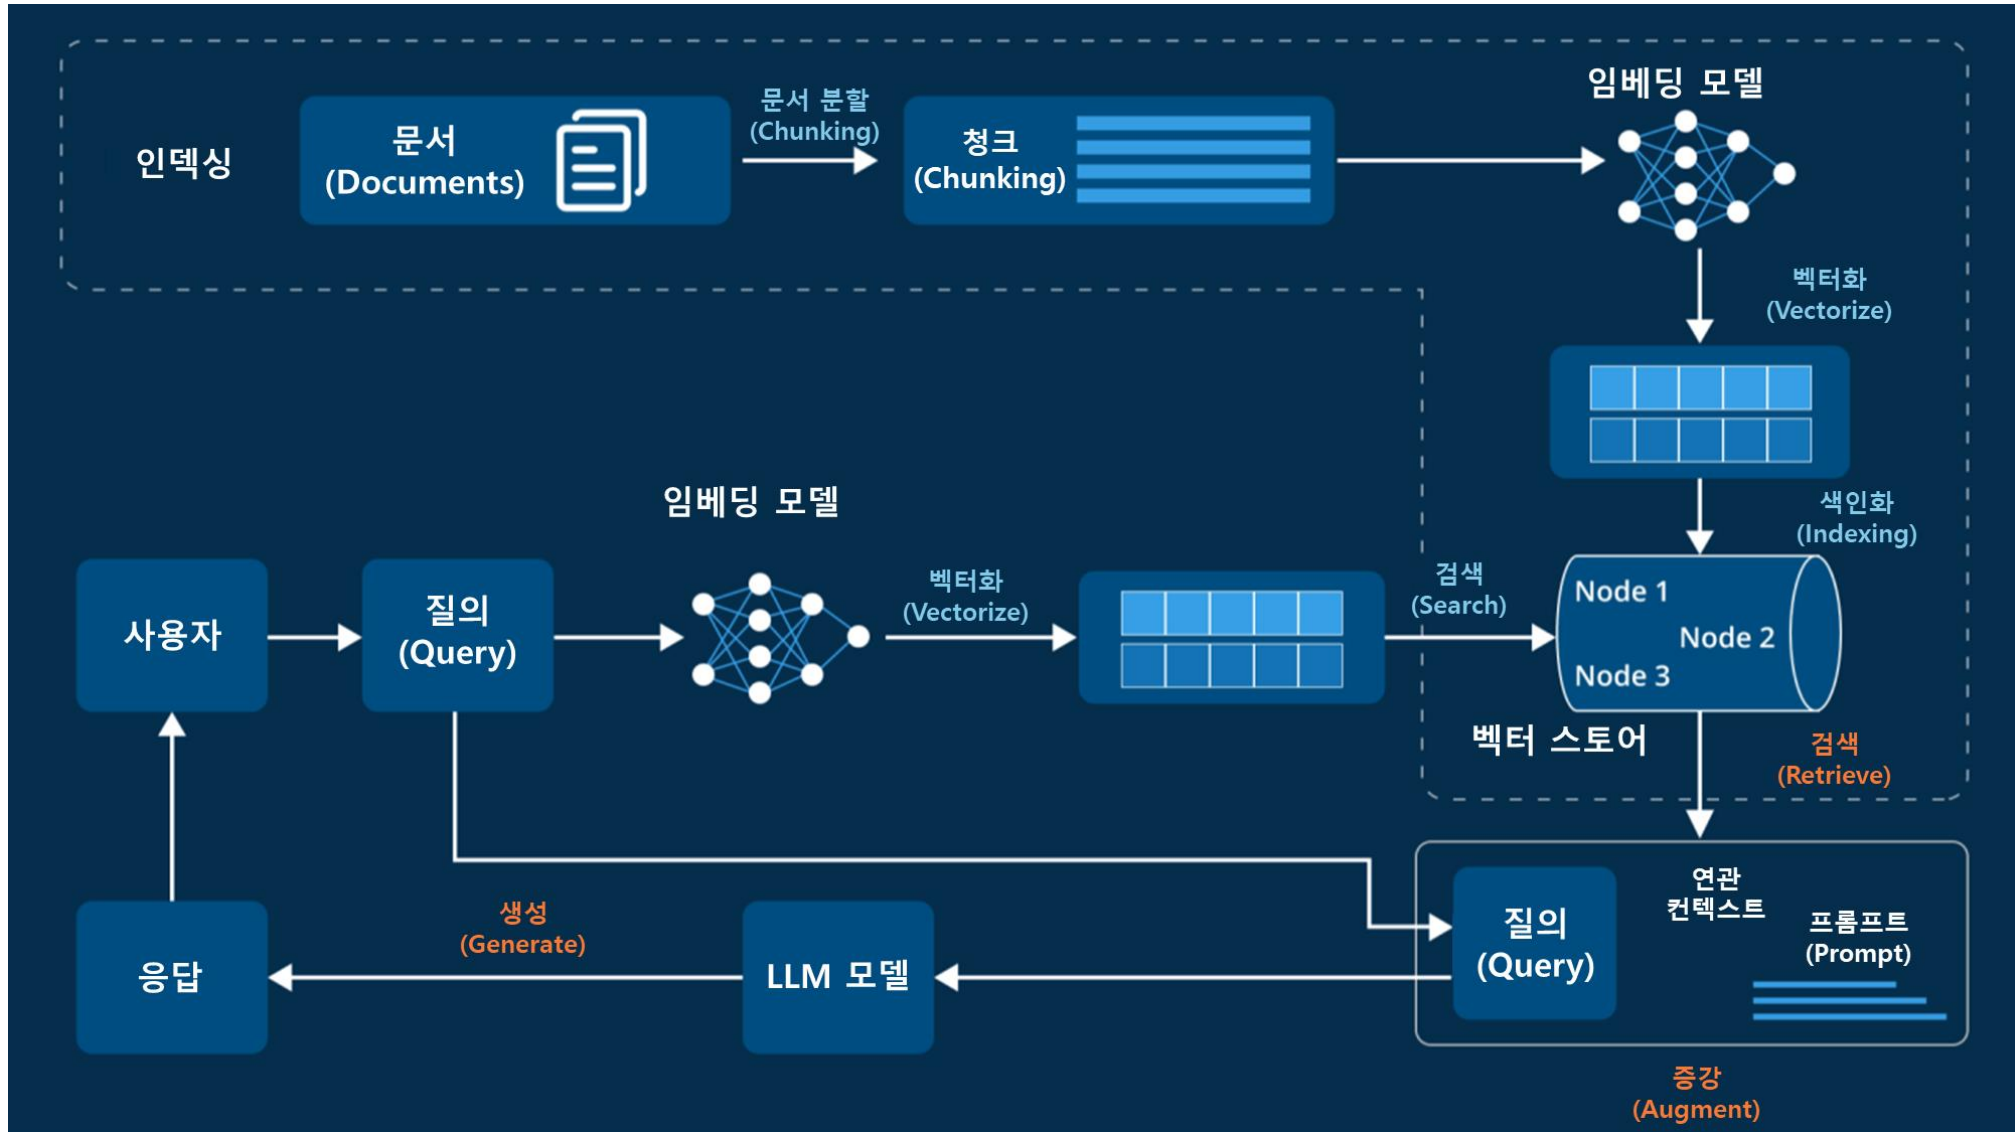 임베딩 모델
인덱싱
문서
(Documents)
문서 분할
(Chunking)
청크
(Chunking)
벡터화
(Vectorize)
색인화
(Indexing)
임베딩 모델
사용자
질의
(Query)
벡터화
(Vectorize)
검색
(Search)
Node 1
Node 2
Node 3
벡터 스토어
검색
(Retrieve)
응답
생성
(Generate)
LLM 모델
질의
(Query)
연관
컨텍스트
프롬프트
(Prompt)
증강
(Augment)